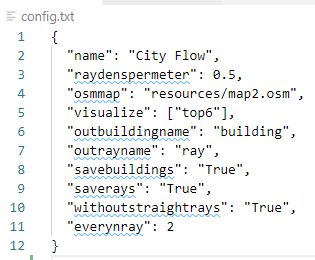 config.txt
1 {
2 "name": "City Flow",
3 "raydenspermeter": 0.5,
4 "osmmap": "resources/map2.osm",
5 "visualize": ["top6"],
6 "outbuildingname": "building",
7 "outrayname": "ray",
8 "savebuildings": "True",
9 "saverays": "True",
10 "withoutstraightrays": "True",
11 "everynray": 2
12 }